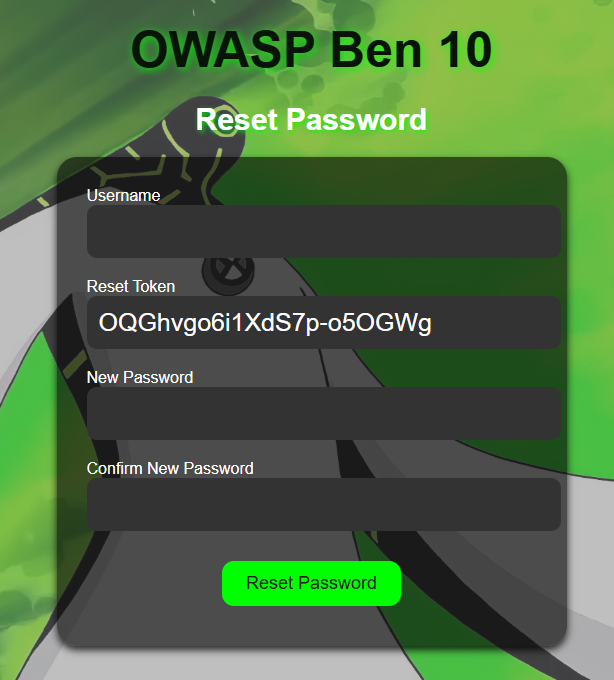 OWASP Ben 10
Reset Password
Username
Reset Token
OQGhvgo6i1XdS7p-o5OGWg
New Password
Confirm New Password
Reset Password